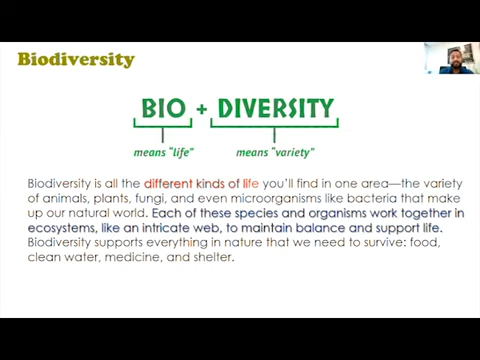 Biodiversity
BIO + DIVERSITY
means "life" means "variety"
Biodiversity is all the different kinds of life you'll find in one area—the variety
of animals, plants, fungi, and even microorganisms like bacteria that make
up our natural world. Each of these species and organisms work together in
ecosystems, like an intricate web, to maintain balance and support life.
Biodiversity supports everything in nature that we need to survive: food,
clean water, medicine, and shelter.